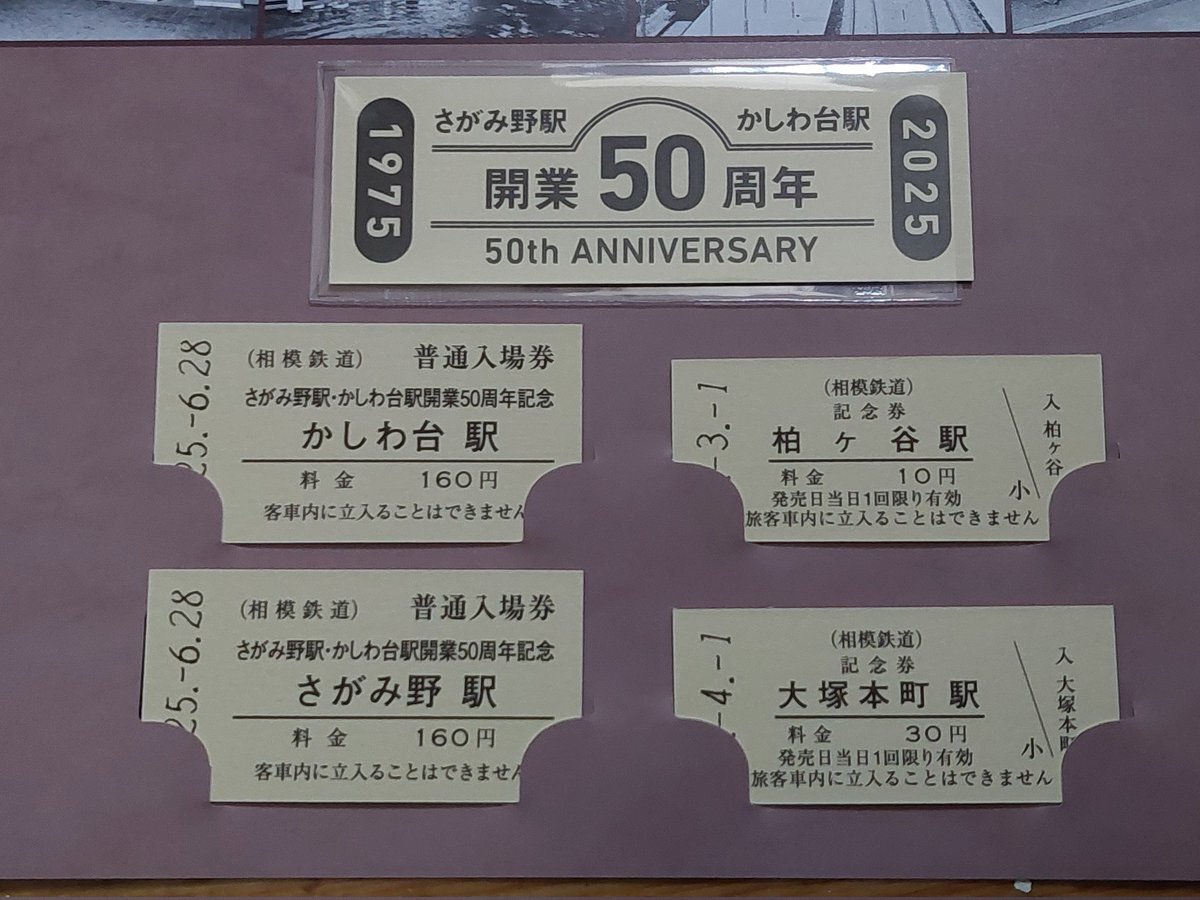 1975
さがみ野駅 かしわ台駅
開業 50 周年
50th ANNIVERSARY
2025
25.-6.28
(相模鉄道) 普通入場券
さがみ野駅・かしわ台駅開業50周年記念
かしわ台 駅
料金 160円
客車内に立入ることはできません
-3.-1
(相模鉄道)
記念券
柏ヶ谷駅
料金 10円
発売日当日1回限り有効
旅客車内に立入ることはできません
小
入 柏ヶ谷
25.-6.28
(相模鉄道) 普通入場券
さがみ野駅・かしわ台駅開業50周年記念
さがみ野 駅
料金 160円
客車内に立入ることはできません
-4.-1
(相模鉄道)
記念券
大塚本町駅
料金 30円
発売日当日1回限り有効
旅客車内に立入ることはできません
小
入 大塚本町